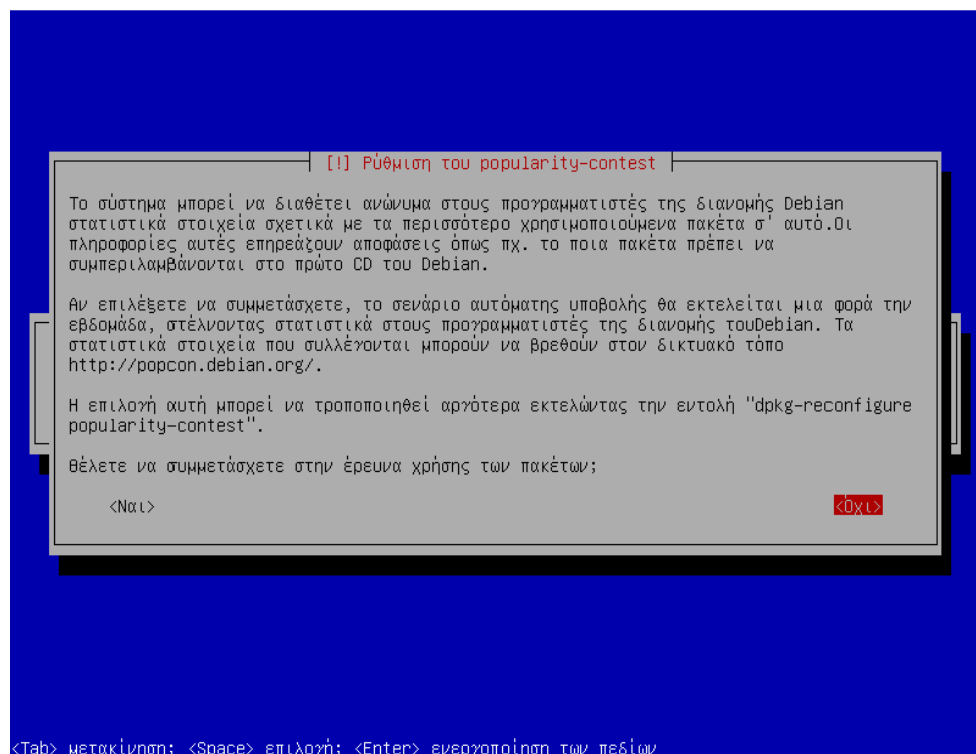 [!] Ρύθμιση του popularity-contest
Το σύστημα μπορεί να διαθέτει ανώνυμα στους προγραμματιστές της διανομής Debian
στατιστικά στοιχεία σχετικά με τα περισσότερο χρησιμοποιούμενα πακέτα σ' αυτό.Οι
πληροφορίες αυτές επηρεάζουν αποφάσεις όπως πχ. το ποια πακέτα πρέπει να
συμπεριλαμβάνονται στο πρώτο CD του Debian.
Αν επιλέξετε να συμμετάσχετε, το σενάριο αυτόματης υποβολής θα εκτελείται μια φορά την
εβδομάδα, στέλνοντας στατιστικά στους προγραμματιστές της διανομής τουDebian. Τα
στατιστικά στοιχεία που συλλέγονται μπορούν να βρεθούν στον δικτυακό τόπο
http://popcon.debian.org/.
Η επιλογή αυτή μπορεί να τροποποιηθεί αργότερα εκτελώντας την εντολή "dpkg-reconfigure
popularity-contest".
Θέλετε να συμμετάσχετε στην έρευνα χρήσης των πακέτων;
<Ναι> <Όχι>
<Tab> μετακίνηση; <Space> επιλογή; <Enter> ενεργοποίηση των πεδίων